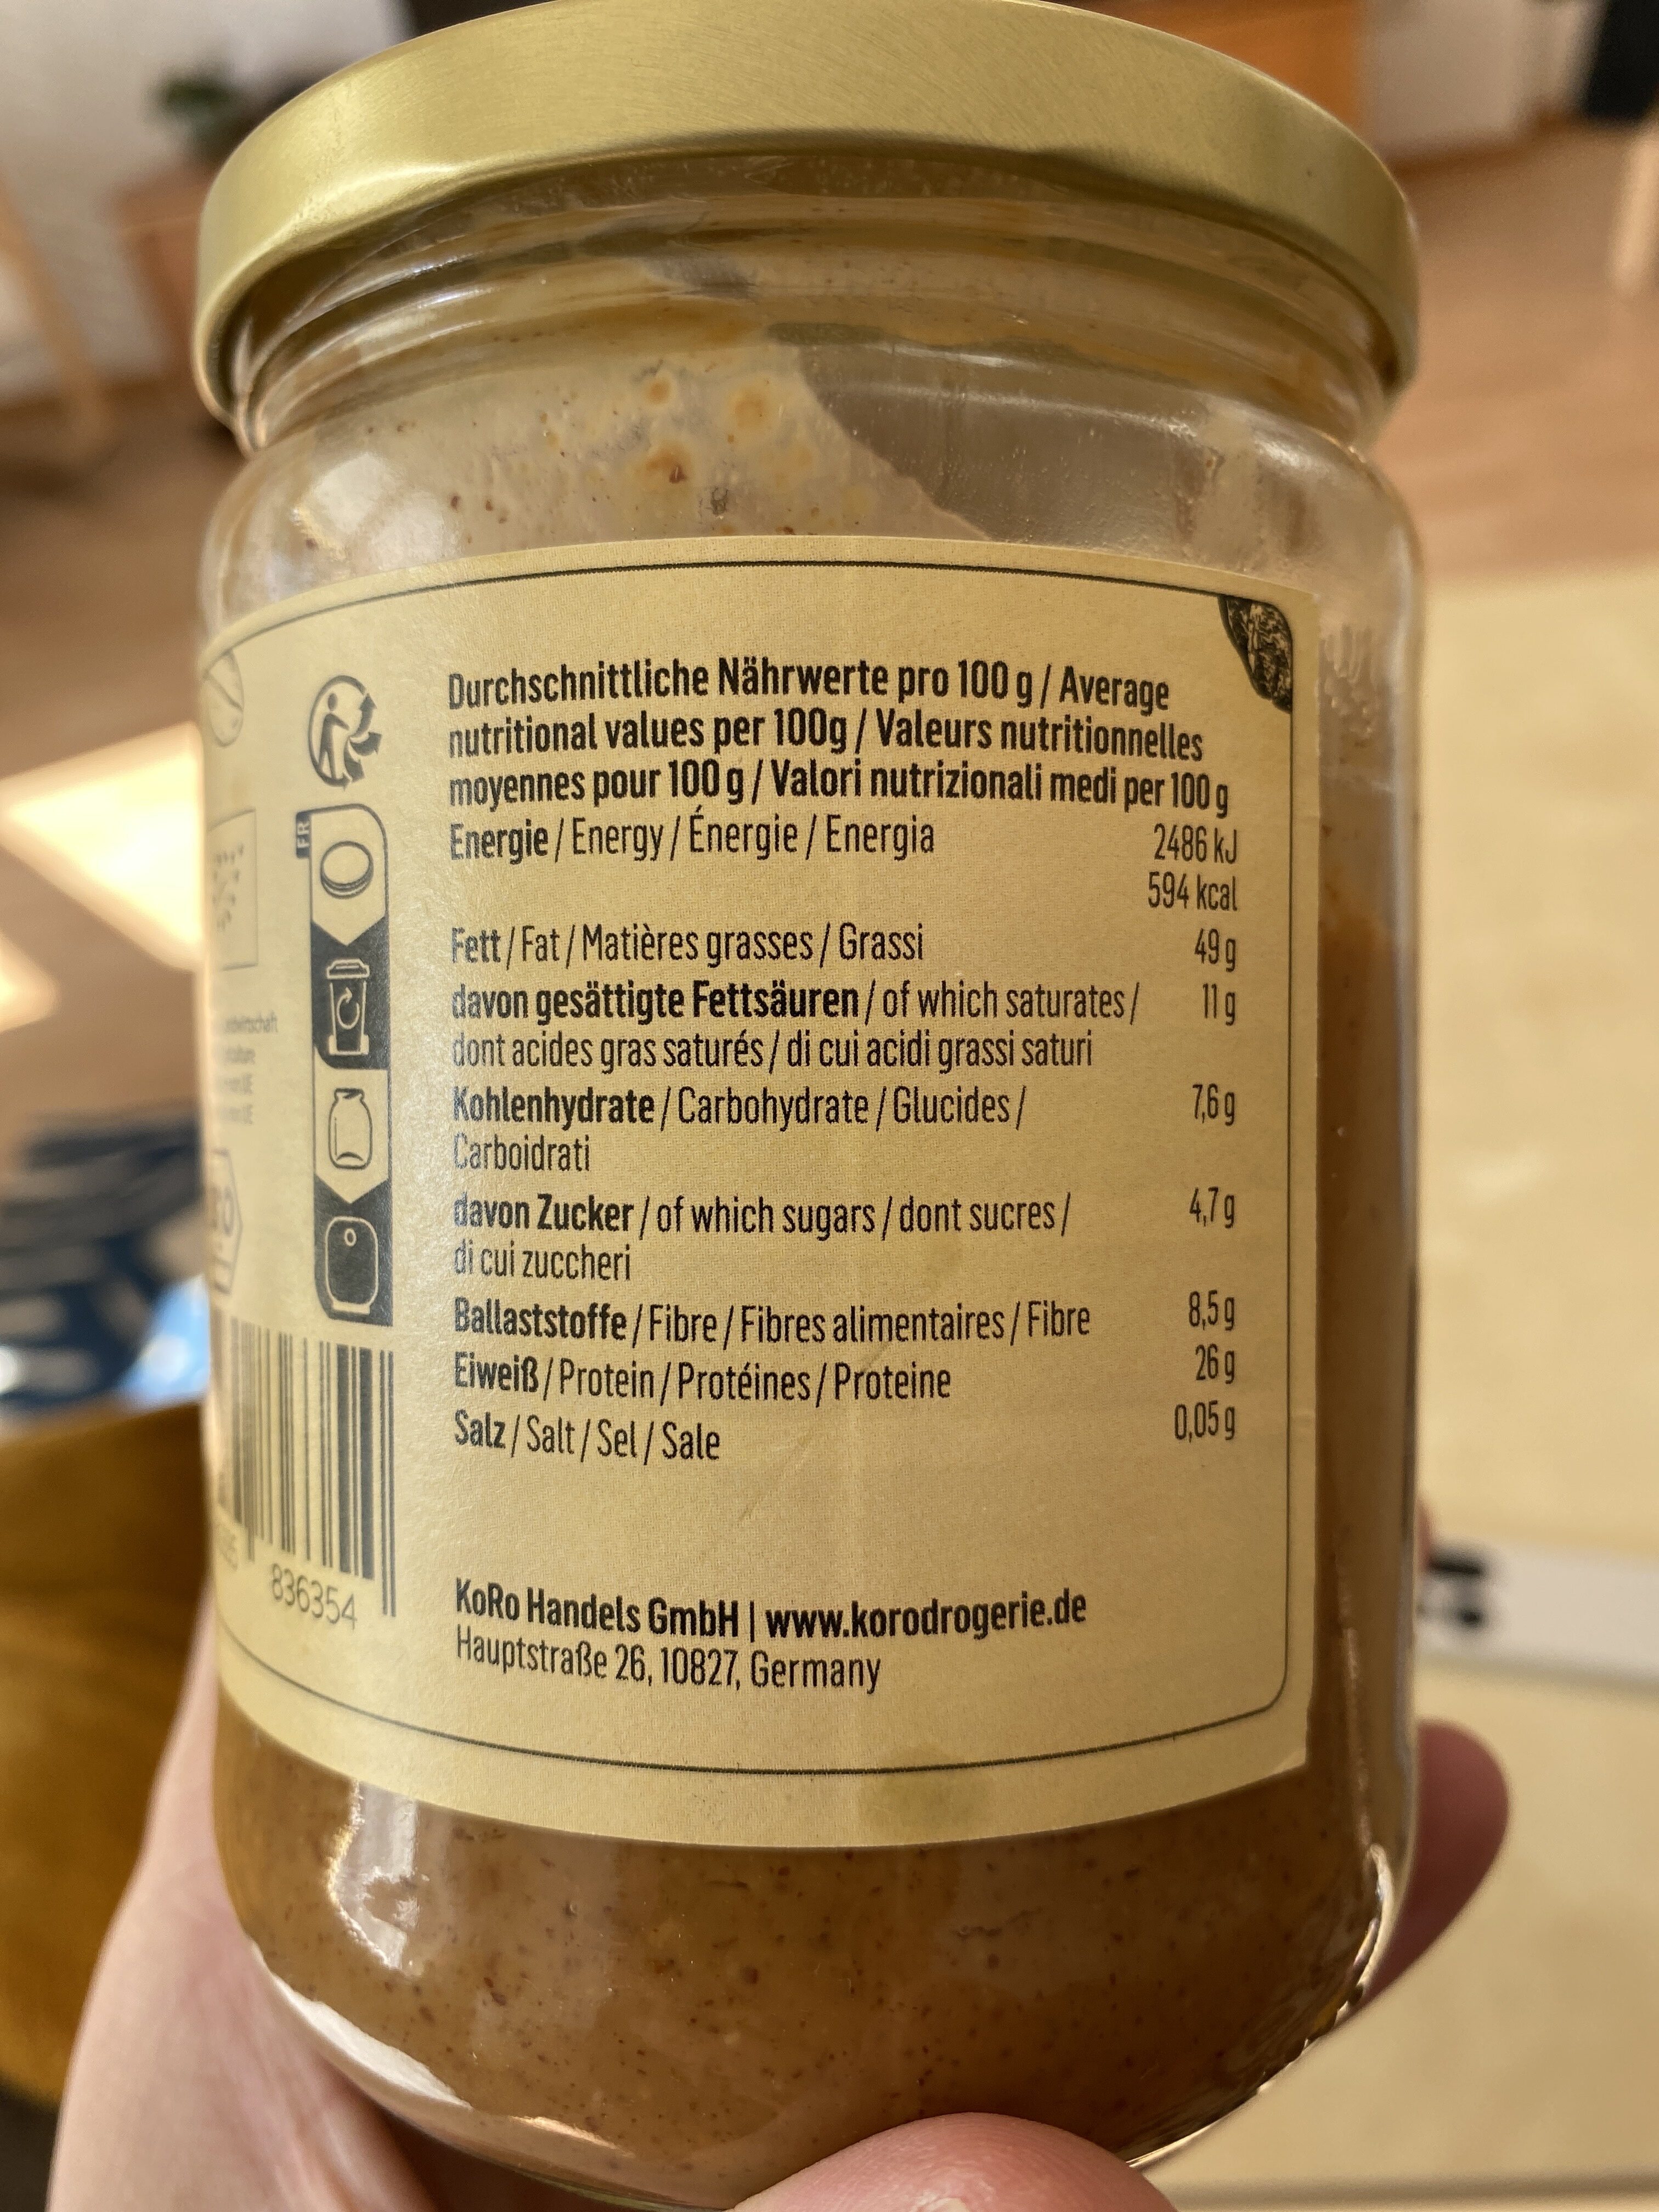 Durchschnittliche Nährwerte pro 100 g / Average
nutritional values per 100g / Valeurs nutritionnelles
moyennes pour 100 g / Valori nutrizionali medi per 100 g
Energie / Energy / Énergie / Energia 2486 kJ
594 kcal
Fett / Fat / Matières grasses / Grassi 49 g
davon gesättigte Fettsäuren / of which saturates / 11 g
dont acides gras saturés / di cui acidi grassi saturi
Kohlenhydrate / Carbohydrate / Glucides / 7,6 g
Carboidrati
davon Zucker / of which sugars / dont sucres / 4,7 g
di cui zuccheri
Ballaststoffe / Fibre / Fibres alimentaires / Fibre 8,5 g
Eiweiß / Protein / Protéines / Proteine 26 g
Salz / Salt / Sel / Sale 0,05 g
KoRo Handels GmbH | www.korodrogerie.de
Hauptstraße 26, 10827, Germany
FR
836354